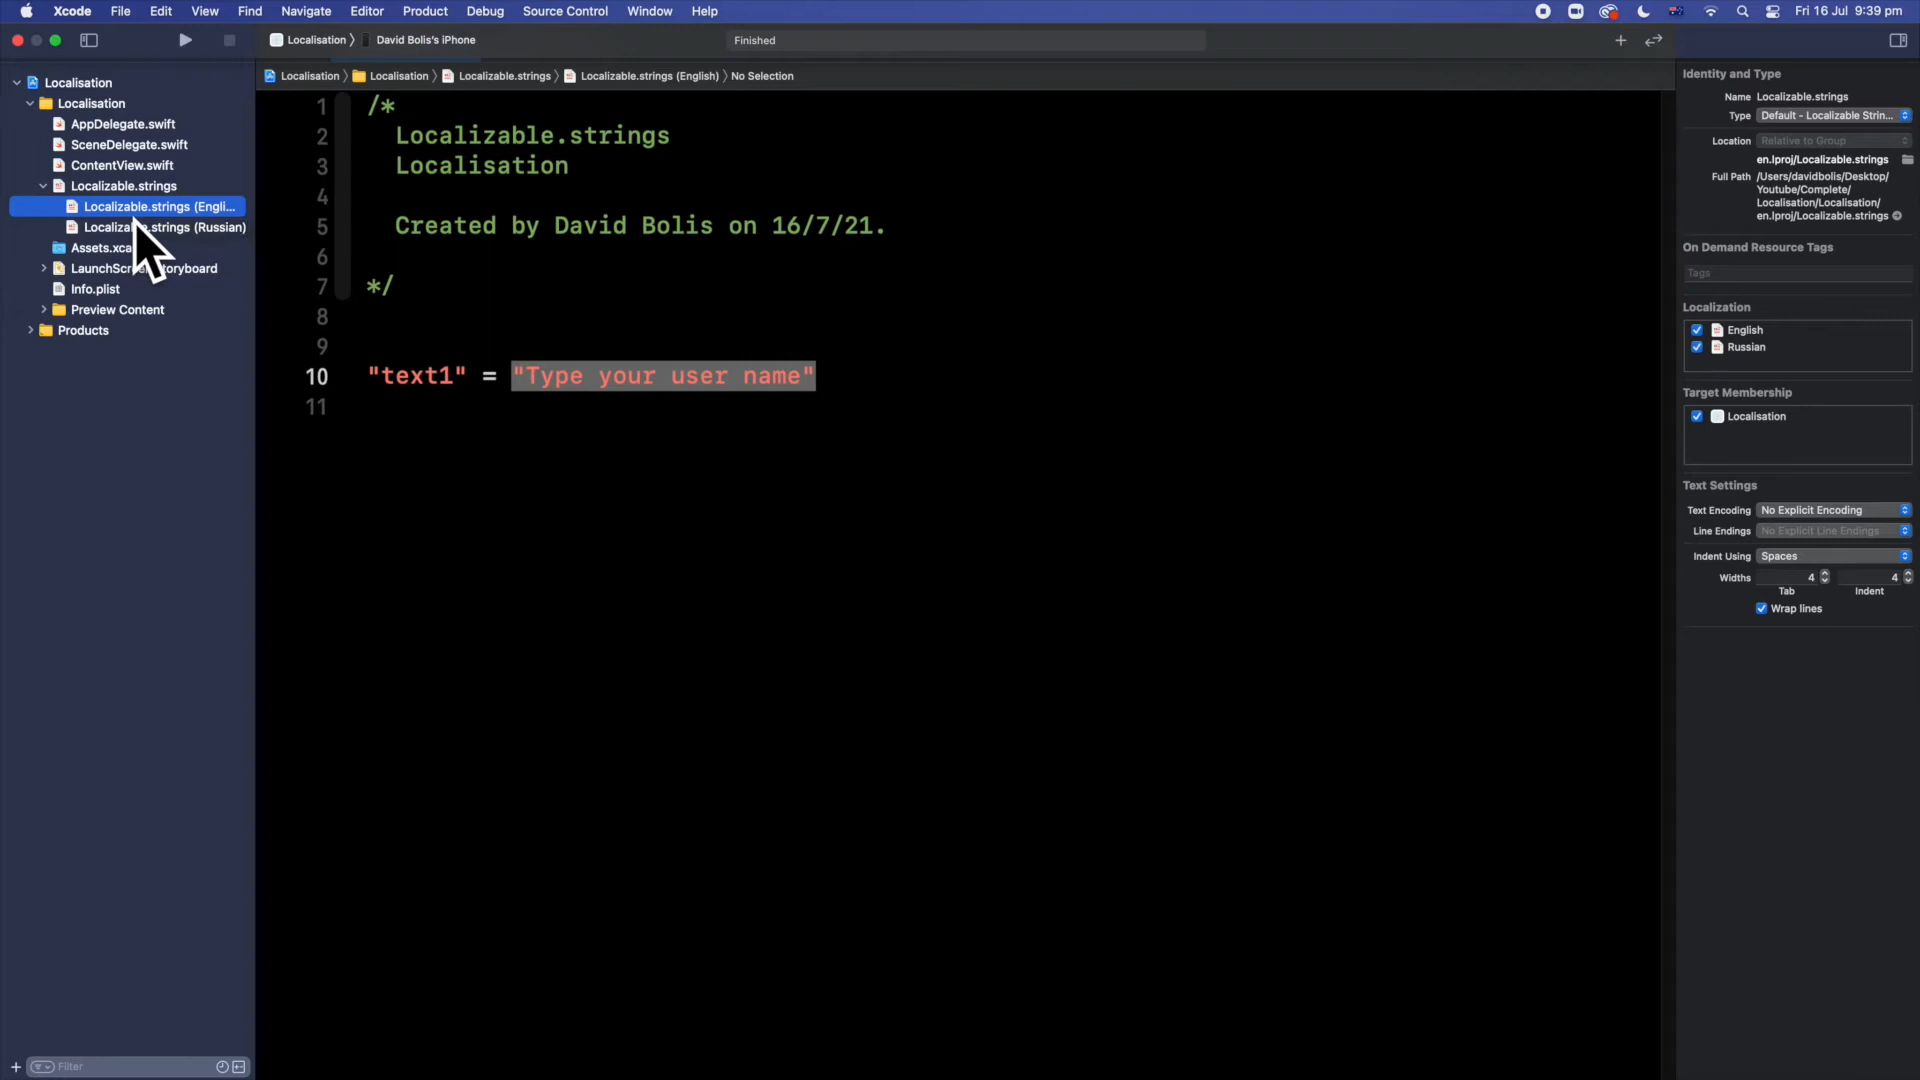 Xcode File Edit View Find Navigate Editor Product Debug Source Control Window Help Fri 16 Jul 9:39 pm
Localisation 〉 David Bolis's iPhone Finished
Localisation 〉 Localisation 〉 Localizable.strings 〉 Localizable.strings (English) 〉 No Selection
Localisation
Localisation
AppDelegate.swift
SceneDelegate.swift
ContentView.swift
Localizable.strings
Localizable.strings (Engli...
strings (Russian)
Info.plist
Preview Content
Products
Filter
1 /*
2 Localizable.strings
3 Localisation
4
5 Created by David Bolis on 16/7/21.
6
7 */
8
9
10 "text1" = "Type your user name"
11
Identity and Type
Name Localizable.strings
Type Default - Localizable Strin...
Location Relative to Group
en.lproj/Localizable.strings
Full Path /Users/davidbolis/Desktop/
Youtube/Complete/
Localisation/Localisation/
en.lproj/Localizable.strings
On Demand Resource Tags
Tags
Localization
English
Russian
Target Membership
Localisation
Text Settings
Text Encoding No Explicit Encoding
Line Endings No Explicit Line Endings
Indent Using Spaces
Widths 4 4
Tab Indent
Wrap lines